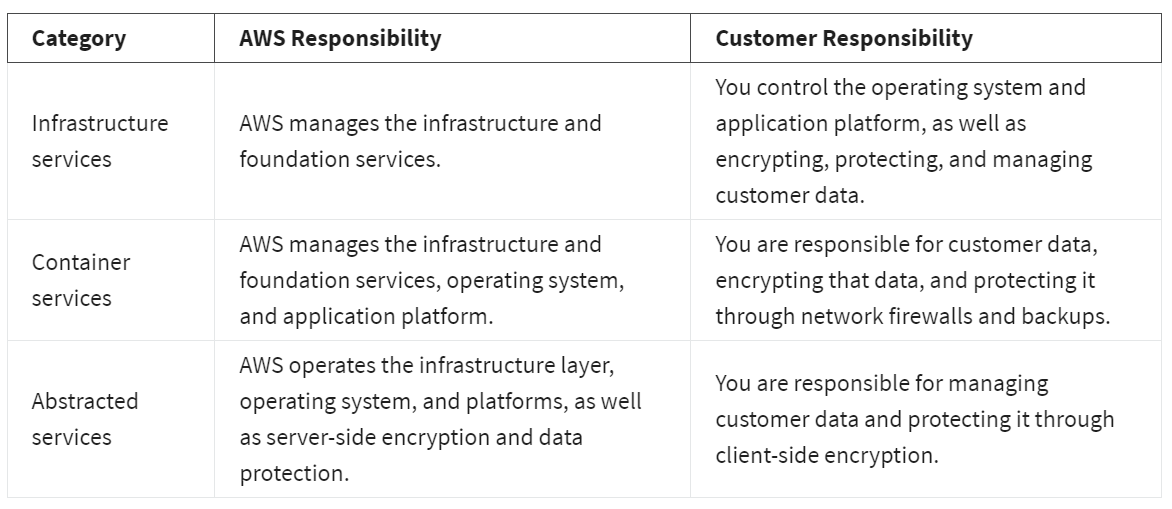 Category
AWS Responsibility
Customer Responsibility
Infrastructure
services
AWS manages the infrastructure and
foundation services.
You control the operating system and
application platform, as well as
encrypting, protecting, and managing
customer data.
Container
services
AWS manages the infrastructure and
foundation services, operating system,
and application platform.
You are responsible for customer data,
encrypting that data, and protecting it
through network firewalls and backups.
Abstracted
services
AWS operates the infrastructure layer,
operating system, and platforms, as well
as server-side encryption and data
protection.
You are responsible for managing
customer data and protecting it through
client-side encryption.